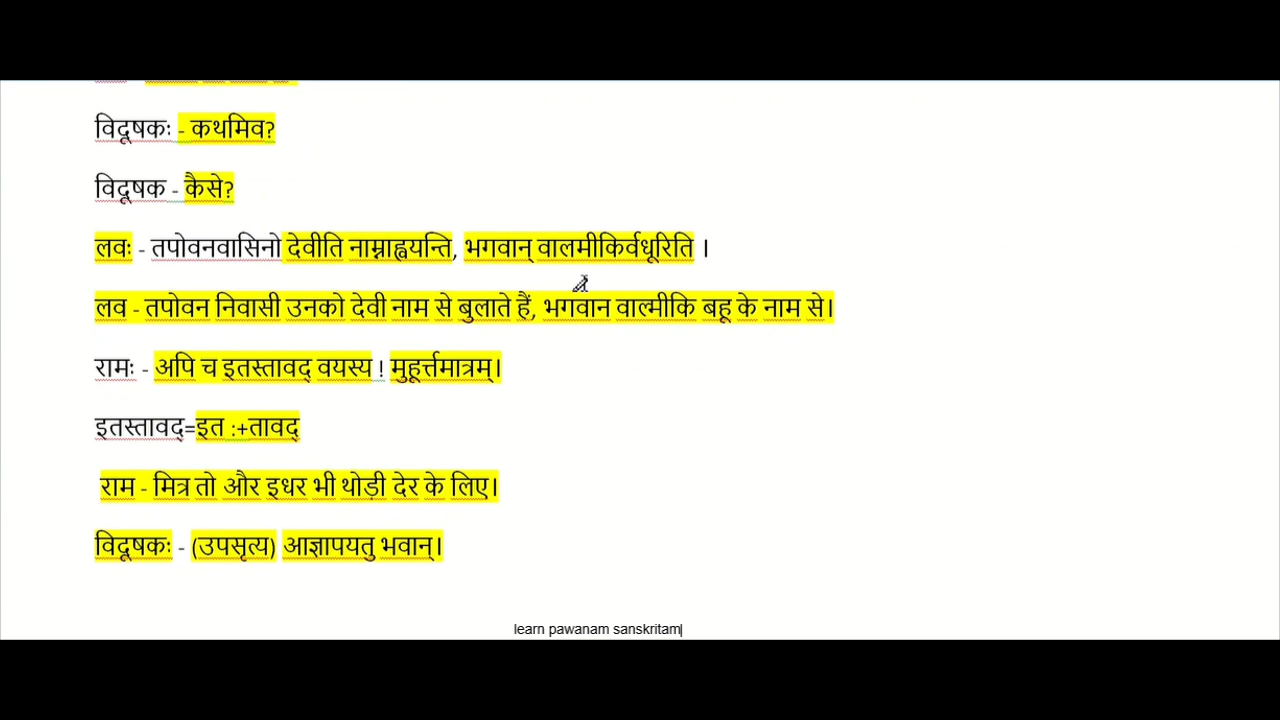 विदूषकः - कथमिव?
विदूषक - कैसे?
लवः - तपोवनवासिनो देवीति नाम्नाह्वयन्ति, भगवान् वालमीकिर्वधूरिति ।
लव - तपोवन निवासी उनको देवी नाम से बुलाते हैं, भगवान वाल्मीकि बहू के नाम से।
रामः - अपि च इतस्तावद् वयस्य ! मुहूर्त्तमात्रम्।
इतस्तावद्=इत :+तावद्
राम - मित्र तो और इधर भी थोड़ी देर के लिए।
विदूषकः - (उपसृत्य) आज्ञापयतु भवान्।
learn pawanam sanskritam